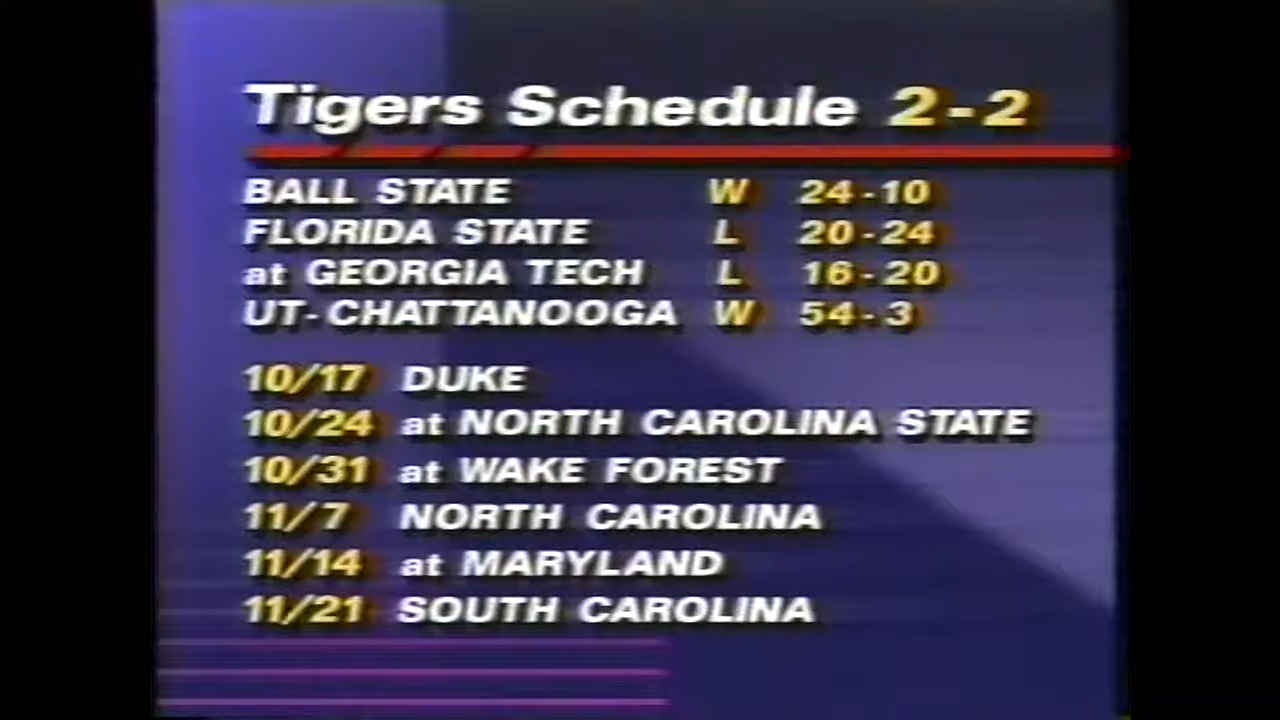 Tigers Schedule 2-2
BALL STATE W 24-10
FLORIDA STATE L 20-24
at GEORGIA TECH L 16-20
UT-CHATTANOOGA W 54-3
10/17 DUKE
10/24 at NORTH CAROLINA STATE
10/31 at WAKE FOREST
11/7 NORTH CAROLINA
11/14 at MARYLAND
11/21 SOUTH CAROLINA